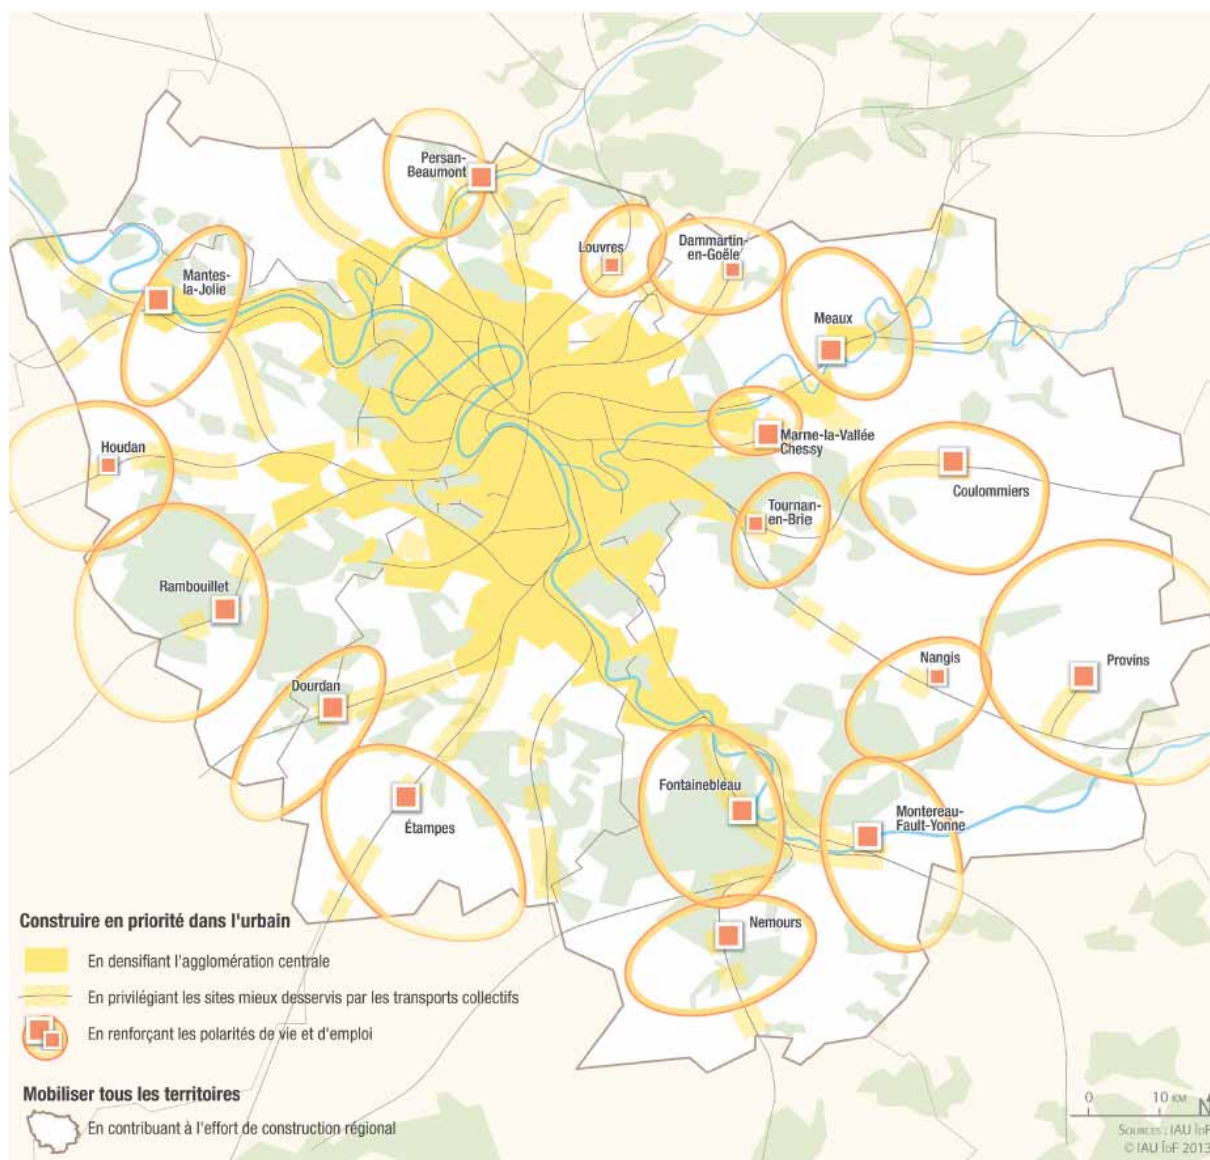 Persan-
Beaumont
Louvres
Dammartin-
en-Goële
Mantes-
la-Jolie
Meaux
Marne-la-Vallée
Chessy
Houdan
Coulommiers
Tournan-
en-Brie
Rambouillet
Nangis
Provins
Dourdan
Fontainebleau
Montereau-
Fault-Yonne
Étampes
Nemours
Construire en priorité dans l'urbain
En densifiant l'agglomération centrale
En privilégiant les sites mieux desservis par les transports collectifs
En renforçant les polarités de vie et d'emploi
Mobiliser tous les territoires
En contribuant à l'effort de construction régional
0 10 KM N
SOURCES : IAU ÎDF
© IAU ÎDF 2013